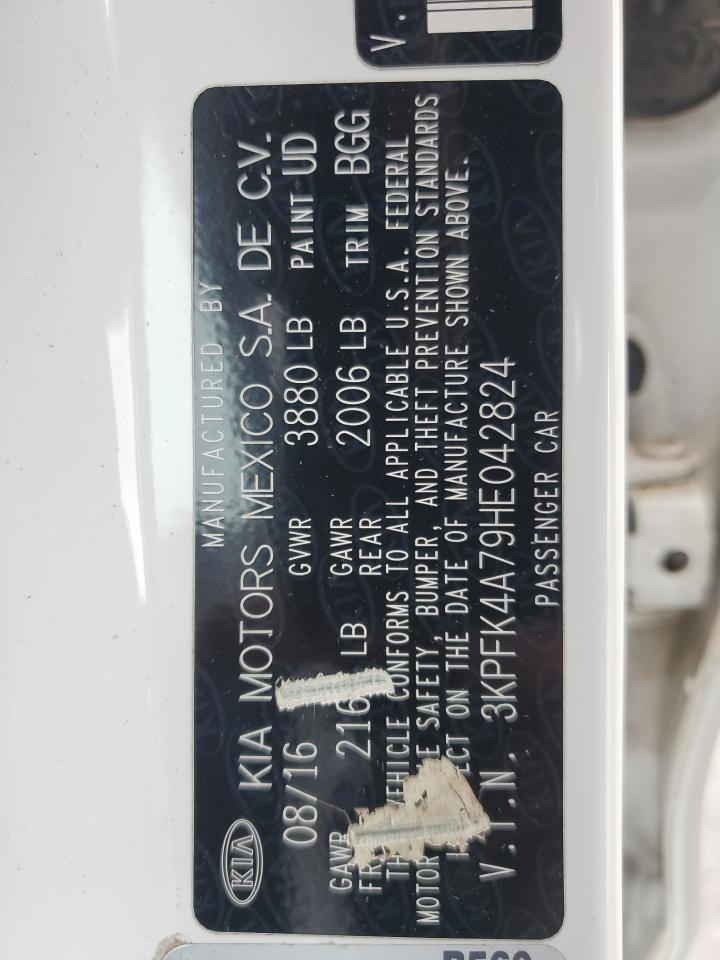 V.
MANUFACTURED BY
KIA KIA MOTORS MEXICO S.A. DE C.V.
08/16 GVWR 3880 LB PAINT UD
GAWR 216 LB GAWR 2006 LB TRIM BGG
REAR
VEHICLE CONFORMS TO ALL APPLICABLE U.S.A. FEDERAL
MOTOR SAFETY, BUMPER, AND THEFT PREVENTION STANDARDS
ON THE DATE OF MANUFACTURE SHOWN ABOVE.
V.I.N. 3KPFK4A79HE042824
PASSENGER CAR